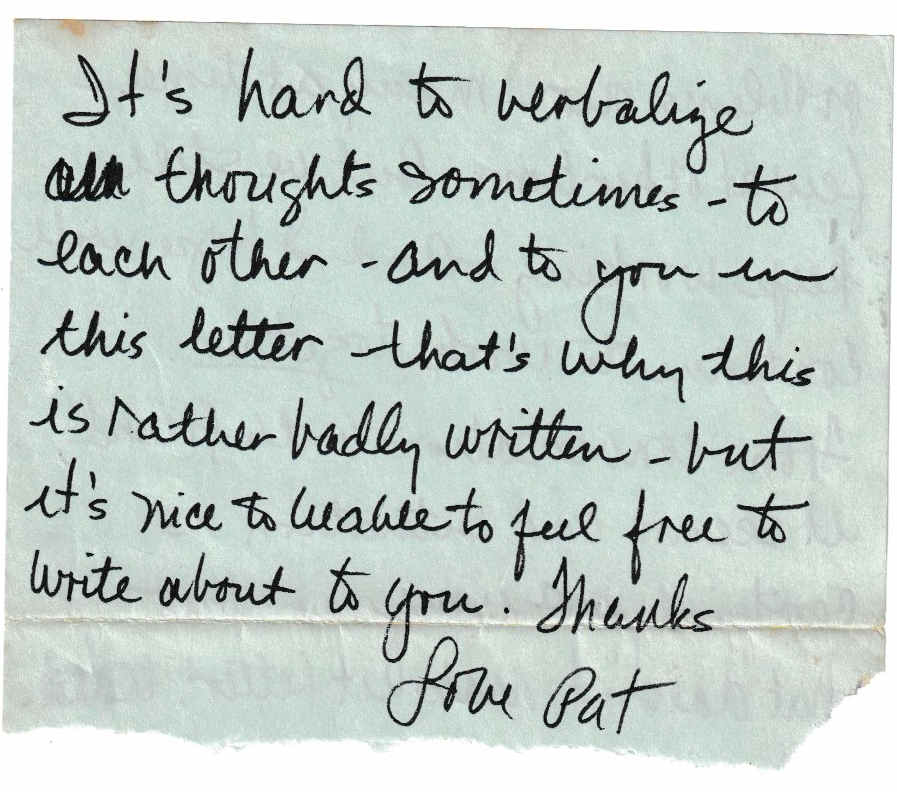 It's hard to verbalize
thoughts sometimes - to
each other - and to you in
this letter - that's why this
is rather badly written - but
it's nice to be able to feel free to
write about to you. Thanks
Love Pat